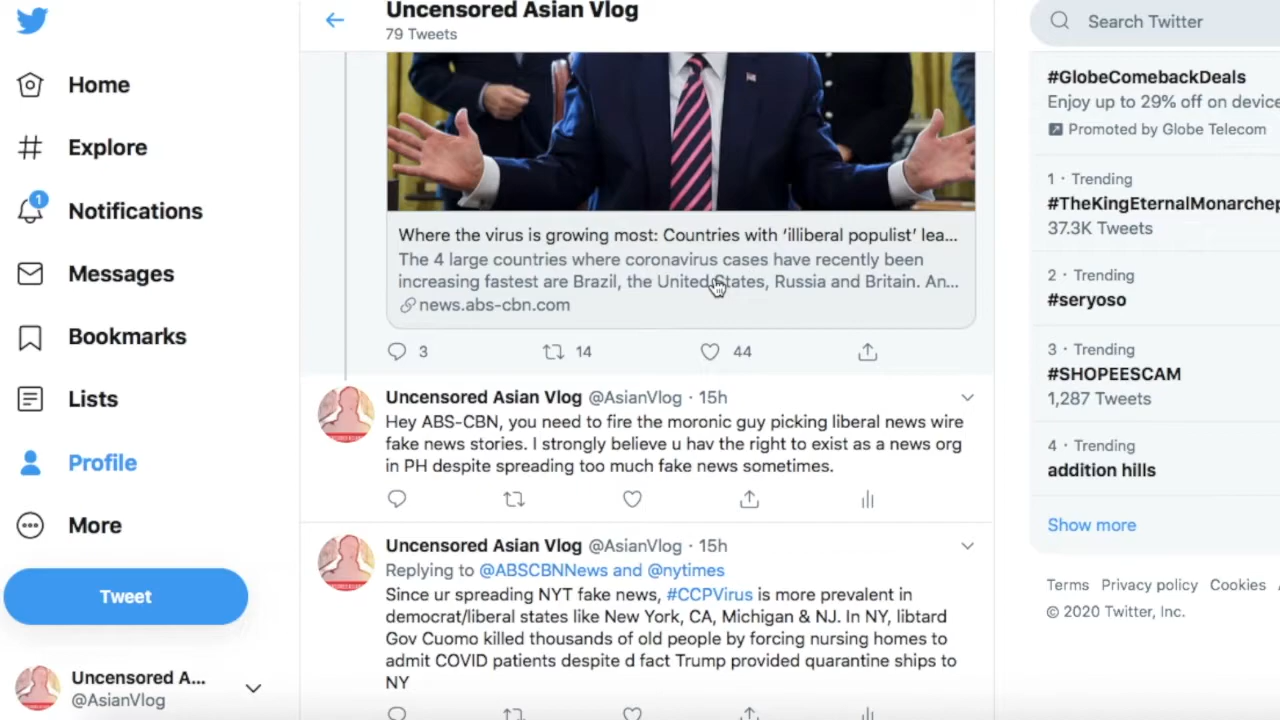 Uncensored Asian Vlog
79 Tweets
Home
Explore
1
Notifications
Messages
Bookmarks
Lists
Profile
More
Tweet
Uncensored A...
@AsianVlog
Where the virus is growing most: Countries with ‘illiberal populist’ lea...
The 4 large countries where coronavirus cases have recently been
increasing fastest are Brazil, the United States, Russia and Britain. An...
news.abs-cbn.com
3 14 44
Uncensored Asian Vlog @AsianVlog · 15h
Hey ABS-CBN, you need to fire the moronic guy picking liberal news wire
fake news stories. I strongly believe u hav the right to exist as a news org
in PH despite spreading too much fake news sometimes.
Uncensored Asian Vlog @AsianVlog · 15h
Replying to @ABSCBNNews and @nytimes
Since ur spreading NYT fake news, #CCPVirus is more prevalent in
democrat/liberal states like New York, CA, Michigan & NJ. In NY, libtard
Gov Cuomo killed thousands of old people by forcing nursing homes to
admit COVID patients despite d fact Trump provided quarantine ships to
NY
Search Twitter
#GlobeComebackDeals
Enjoy up to 29% off on device
Promoted by Globe Telecom
1 · Trending
#TheKingEternalMonarchep
37.3K Tweets
2 · Trending
#seryoso
3 · Trending
#SHOPEESCAM
1,287 Tweets
4 · Trending
addition hills
Show more
Terms Privacy policy Cookies
© 2020 Twitter, Inc.